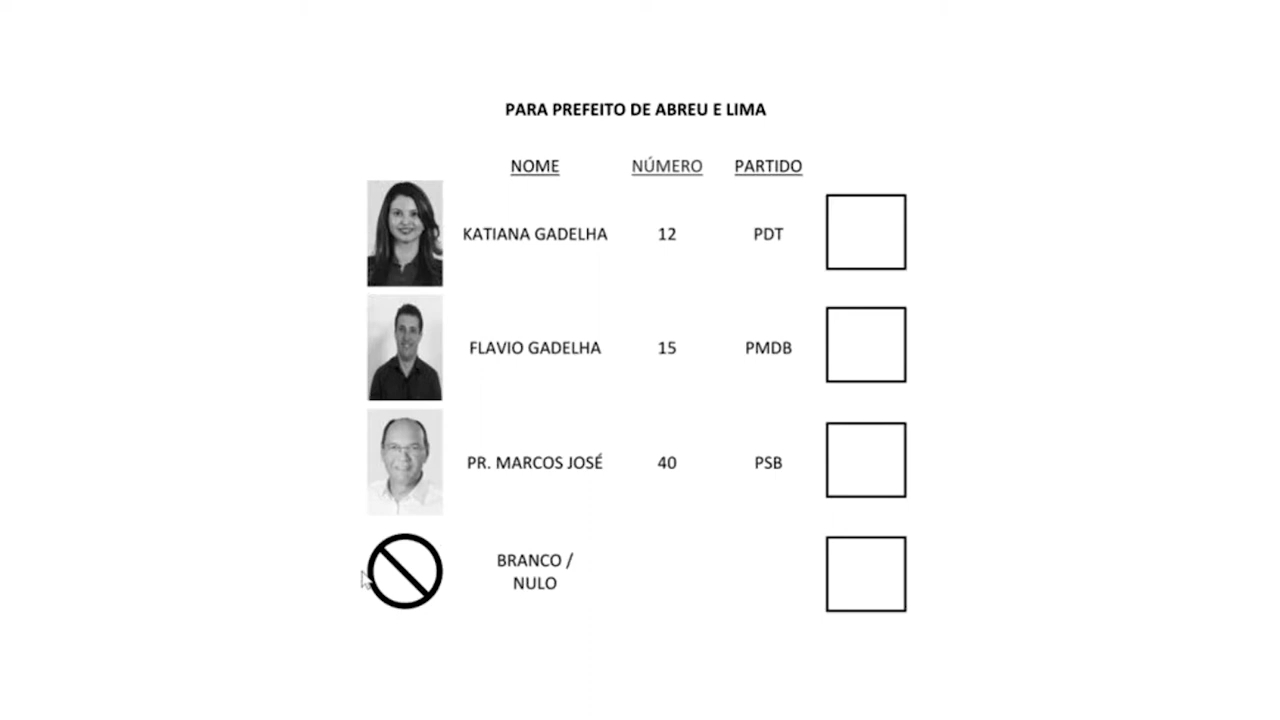 PARA PREFEITO DE ABREU E LIMA
NOME NÚMERO PARTIDO
KATIANA GADELHA 12 PDT
FLAVIO GADELHA 15 PMDB
PR. MARCOS JOSÉ 40 PSB
BRANCO /
NULO